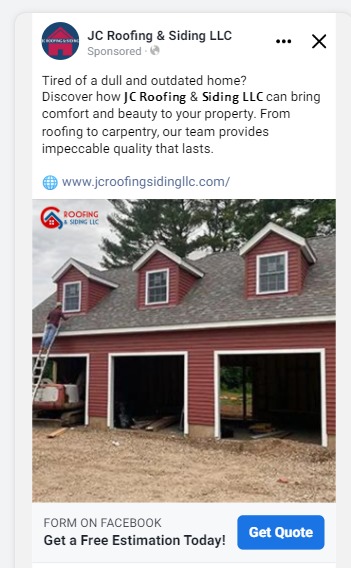 JC Roofing & Siding LLC
Sponsored ·
Tired of a dull and outdated home?
Discover how JC Roofing & Siding LLC can bring
comfort and beauty to your property. From
roofing to carpentry, our team provides
impeccable quality that lasts.
www.jcroofingsidingllc.com/
ROOFING
& SIDING LLC
FORM ON FACEBOOK
Get a Free Estimation Today!
Get Quote